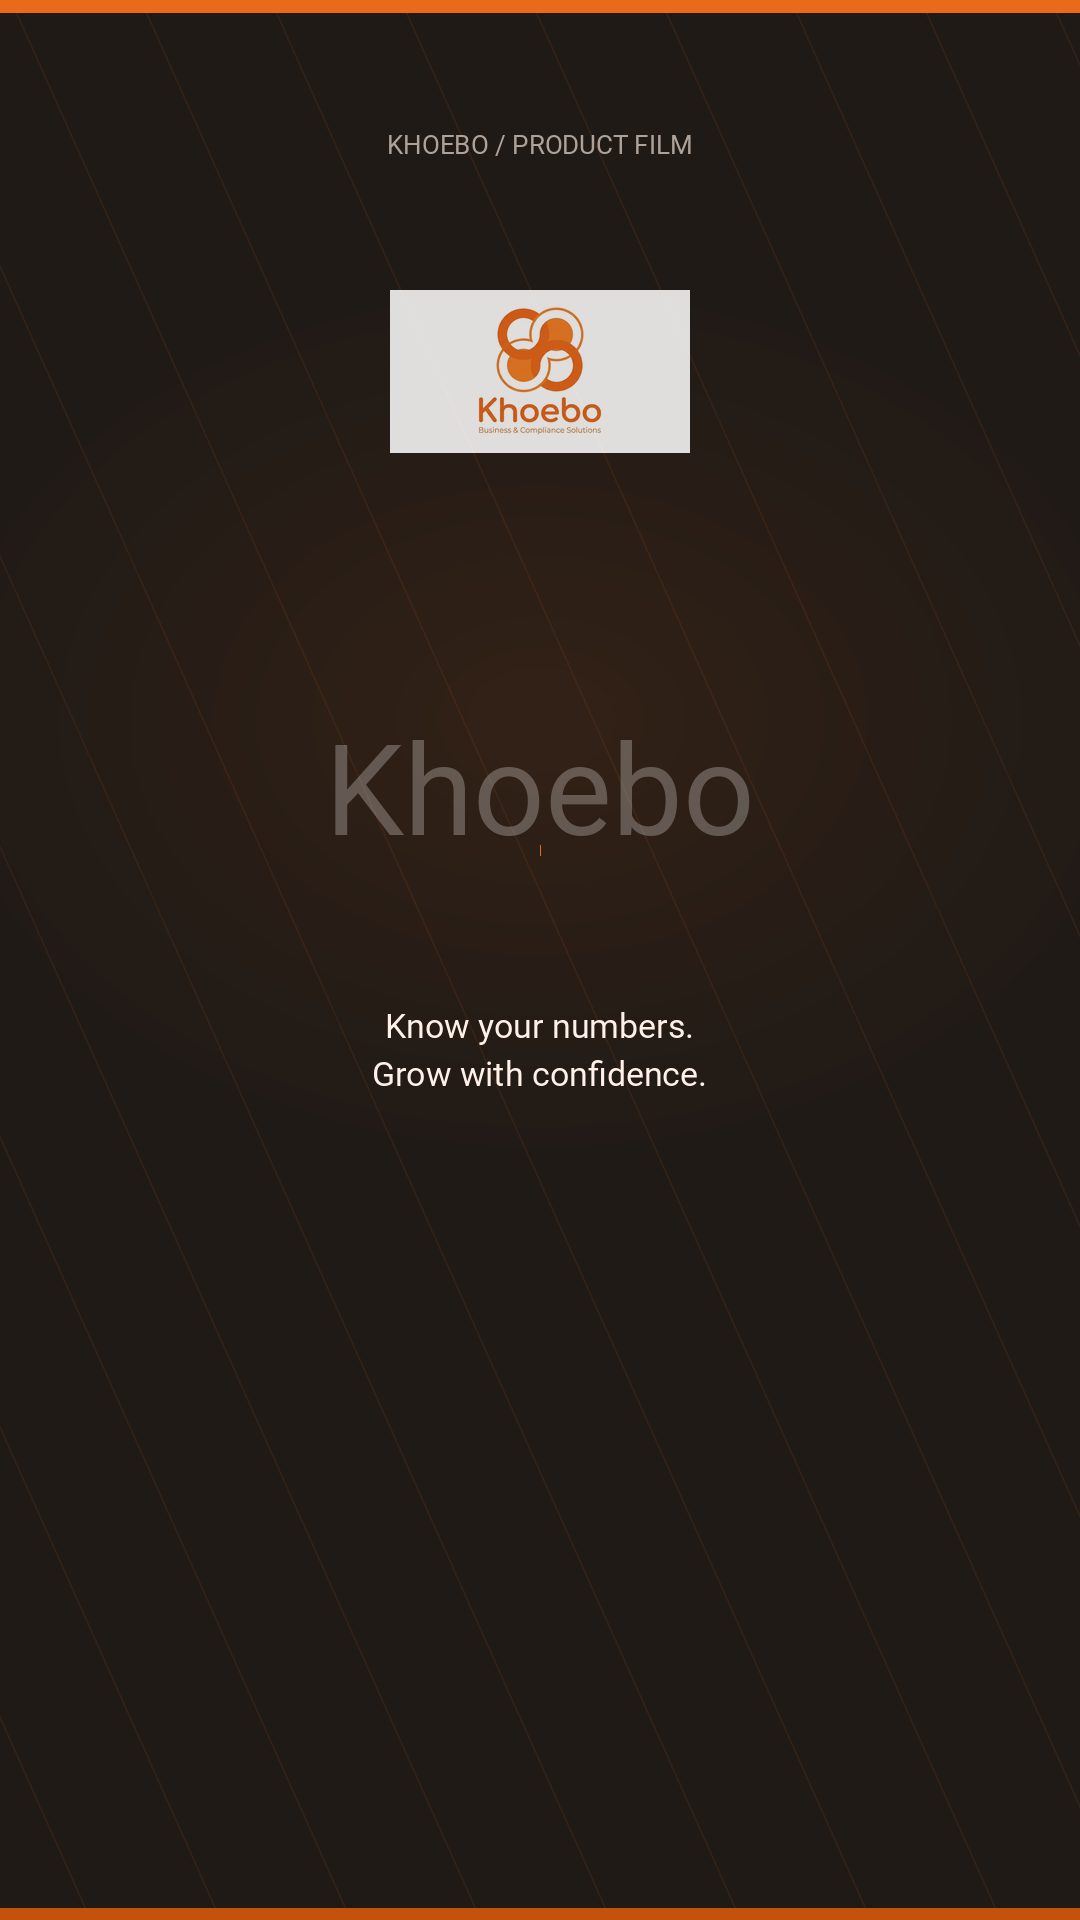 KHOEBO / PRODUCT FILM
Khoebo
Business & Compliance Solutions
Khoebo
Know your numbers.
Grow with confidence.